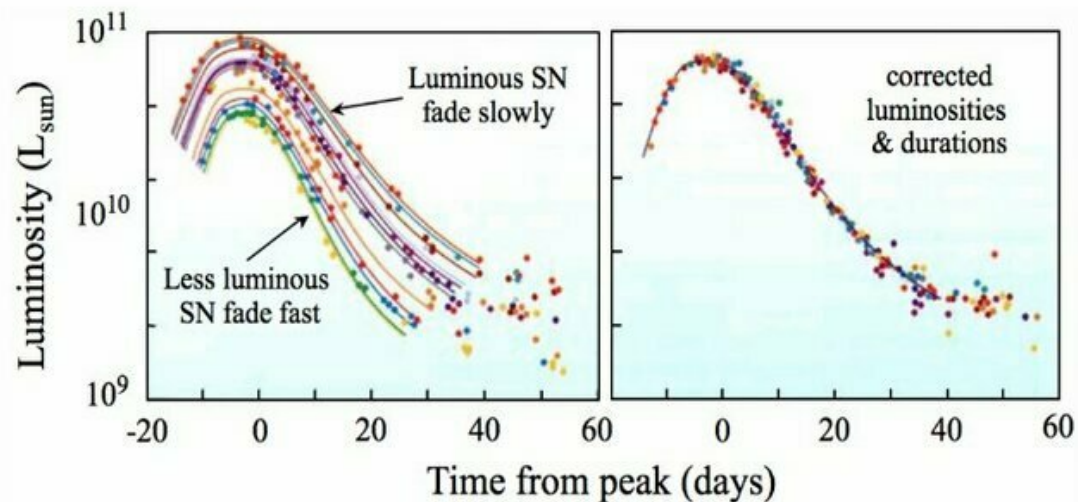 Luminosity (L_sun)
10^11
10^10
10^9
Luminous SN
fade slowly
Less luminous
SN fade fast
corrected
luminosities
& durations
-20 0 20 40 60
0 20 40 60
Time from peak (days)